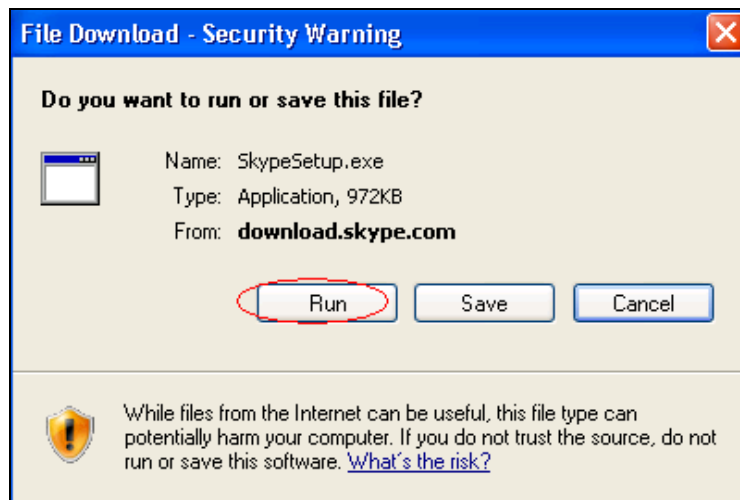 File Download - Security Warning
Do you want to run or save this file?
Name: SkypeSetup.exe
Type: Application, 972KB
From: download.skype.com
Run Save Cancel
While files from the Internet can be useful, this file type can
potentially harm your computer. If you do not trust the source, do not
run or save this software. What's the risk?